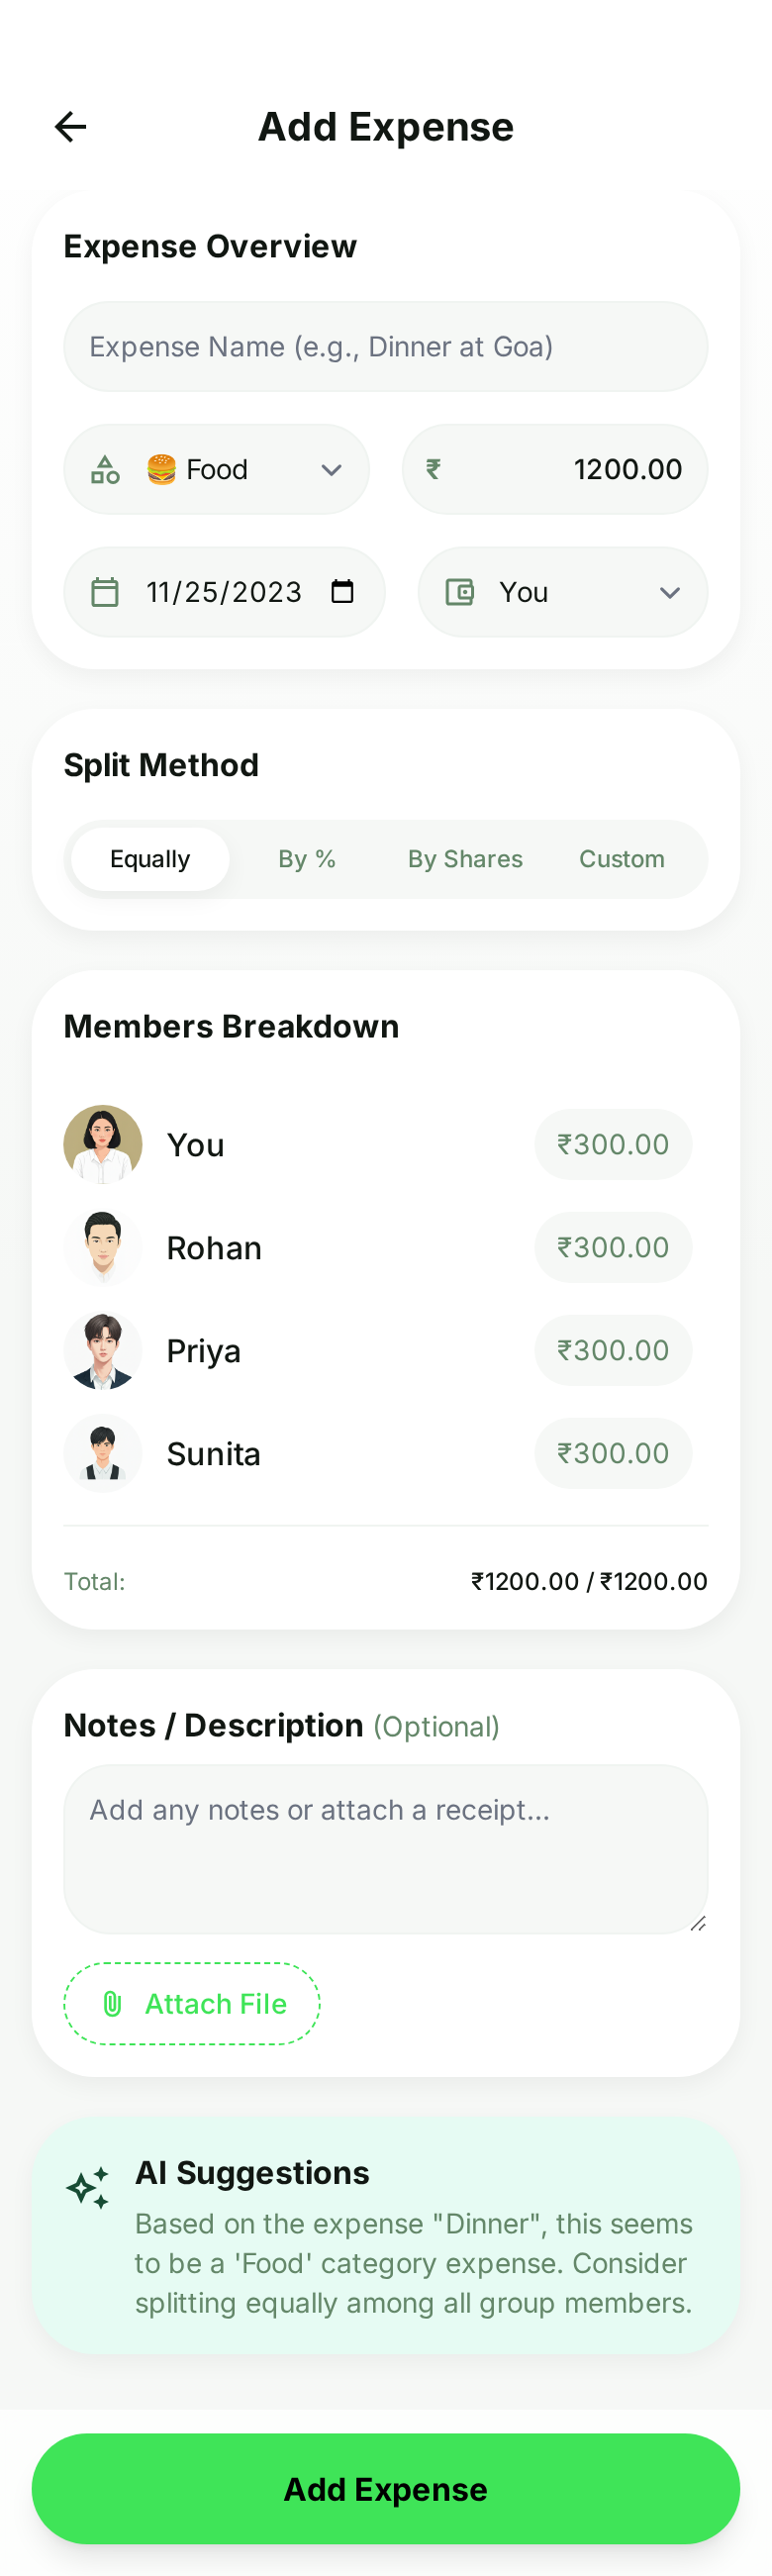 Add Expense
Expense Overview
Expense Name (e.g., Dinner at Goa)
🍔 Food
₹ 1200.00
11/25/2023
You
Split Method
Equally By % By Shares Custom
Members Breakdown
You ₹300.00
Rohan ₹300.00
Priya ₹300.00
Sunita ₹300.00
Total: ₹1200.00 / ₹1200.00
Notes / Description (Optional)
Add any notes or attach a receipt...
Attach File
AI Suggestions
Based on the expense "Dinner", this seems
to be a 'Food' category expense. Consider
splitting equally among all group members.
Add Expense